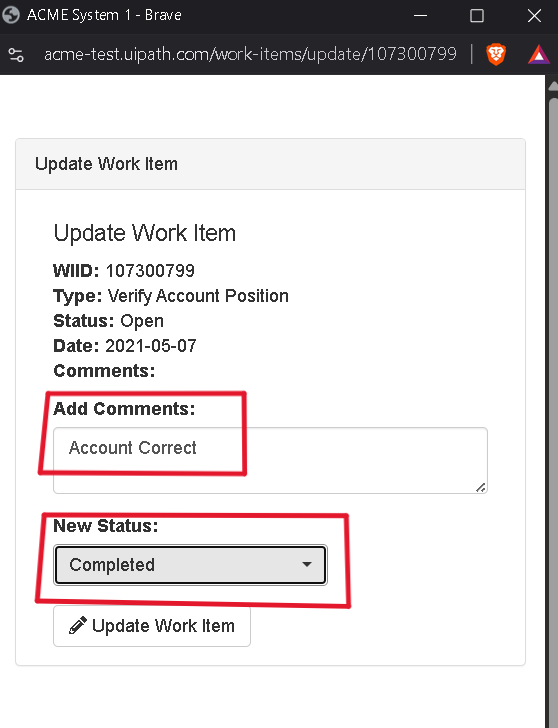 ACME System 1 - Brave
acme-test.uipath.com/work-items/update/107300799
Update Work Item
Update Work Item
WIID: 107300799
Type: Verify Account Position
Status: Open
Date: 2021-05-07
Comments:
Add Comments:
Account Correct
New Status:
Completed
Update Work Item